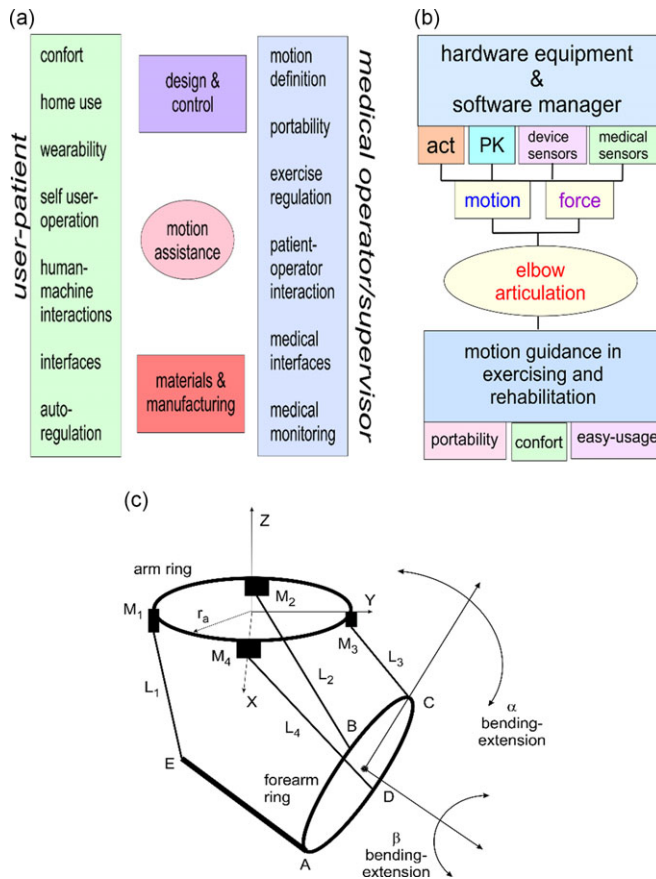 (a)
user-patient
confort
home use
wearability
self user-
operation
human-
machine
interactions
interfaces
auto-
regulation
design &
control
motion
assistance
materials &
manufacturing
motion
definition
portability
exercise
regulation
patient-
operator
interaction
medical
interfaces
medical
monitoring
medical operator/supervisor
(b)
hardware equipment
&
software manager
act
PK
device
sensors
medical
sensors
motion
force
elbow
articulation
motion guidance in
exercising and
rehabilitation
portability
confort
easy-usage
(c)
Z
arm ring
M1
M2
Y
ra
M3
M4
L3
L1
L2
X
C
L4
α
bending-
extension
B
E
forearm
ring
D
β
bending-
extension
A